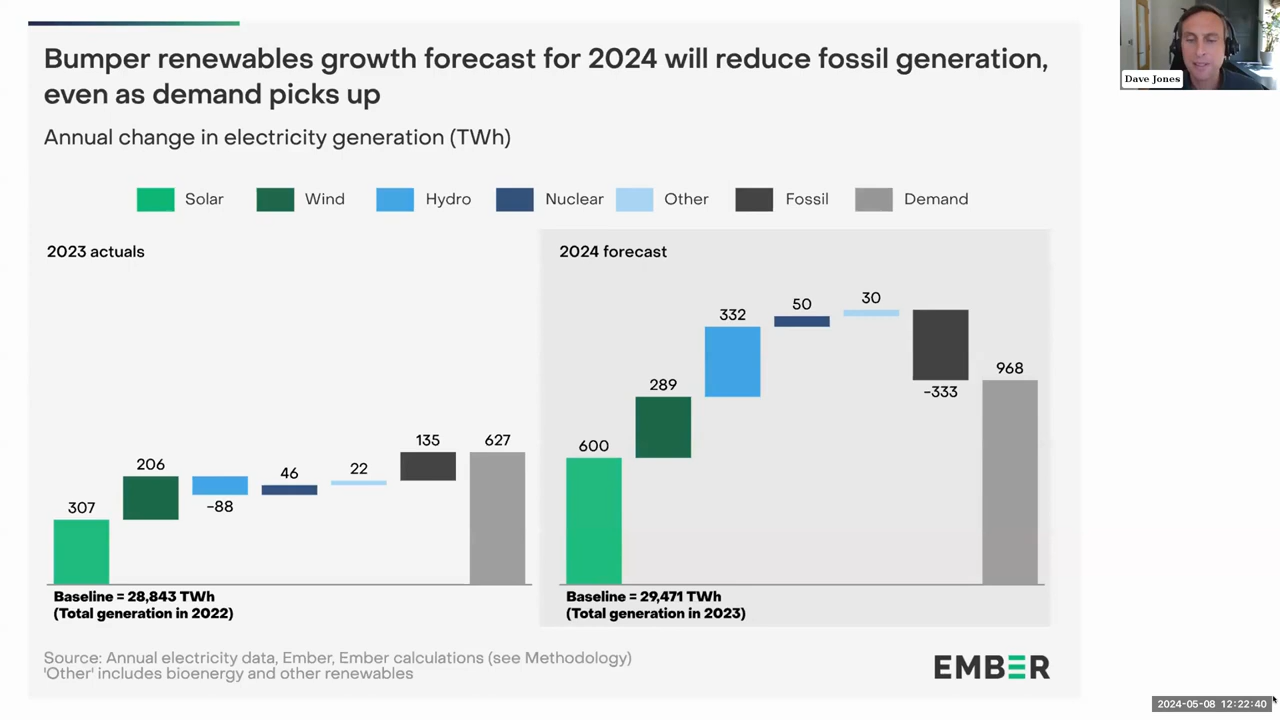 Bumper renewables growth forecast for 2024 will reduce fossil generation,
even as demand picks up
Annual change in electricity generation (TWh)
Solar
Wind
Hydro
Nuclear
Other
Fossil
Demand
2023 actuals
307
206
-88
46
22
135
627
Baseline = 28,843 TWh
(Total generation in 2022)
2024 forecast
600
289
332
50
30
-333
968
Baseline = 29,471 TWh
(Total generation in 2023)
Source: Annual electricity data, Ember, Ember calculations (see Methodology)
'Other' includes bioenergy and other renewables
EMBER
Dave Jones
2024-05-08 12:22:40